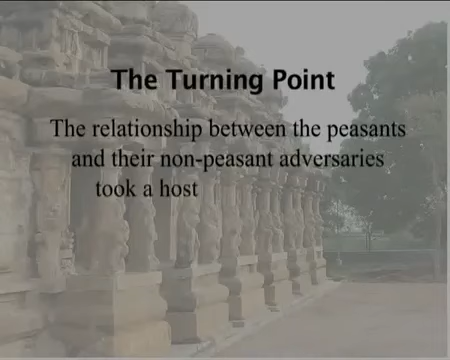 The Turning Point
The relationship between the peasants
and their non-peasant adversaries
took a host